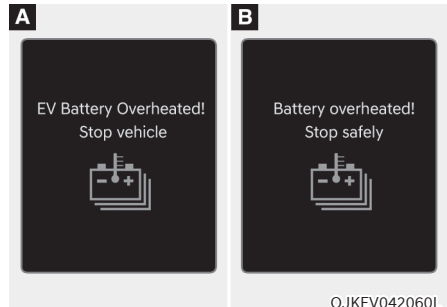 A
EV Battery Overheated!
Stop vehicle
B
Battery overheated!
Stop safely
OJKEV042060L